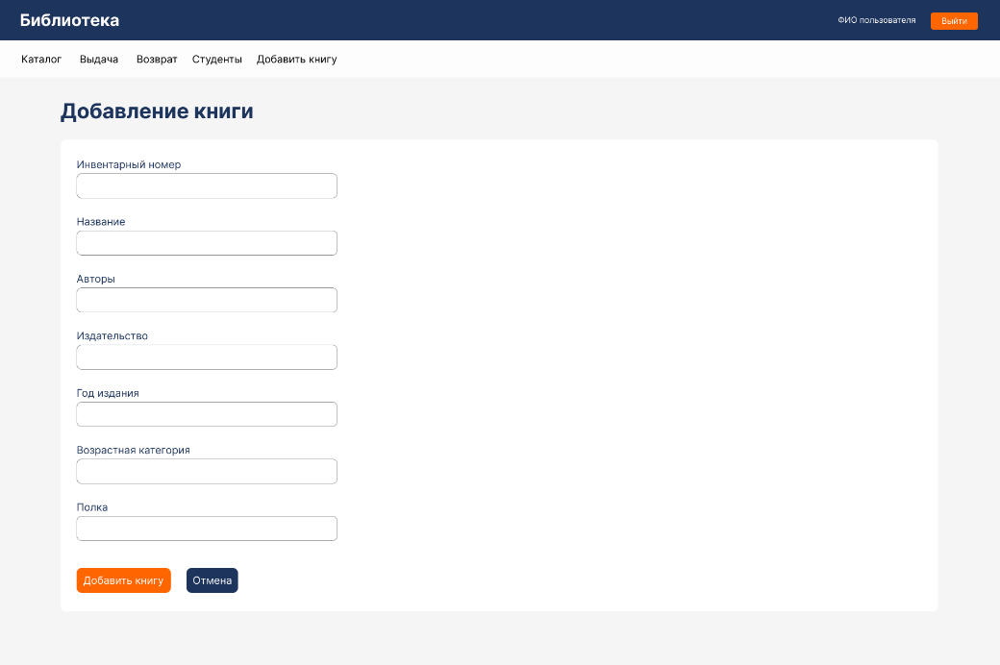 Библиотека
ФИО пользователя
Выйти
Каталог Выдача Возврат Студенты Добавить книгу
Добавление книги
Инвентарный номер
Название
Авторы
Издательство
Год издания
Возрастная категория
Полка
Добавить книгу Отмена